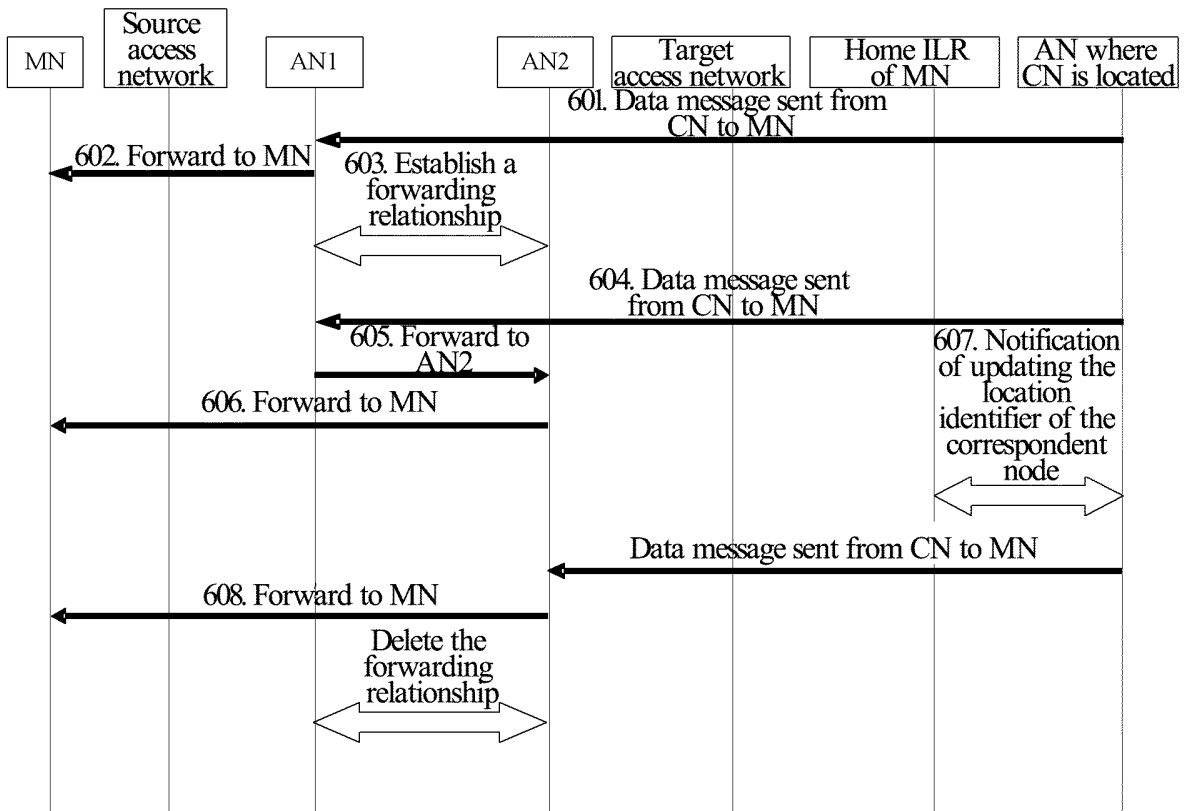 MN
Source
access
network
AN1
AN2
Target
access network
Home ILR
of MN
AN where
CN is located
601. Data message sent from
CN to MN
602. Forward to MN
603. Establish a
forwarding
relationship
604. Data message sent
from CN to MN
605. Forward to
AN2
606. Forward to MN
607. Notification
of updating the
location
identifier of the
correspondent
node
Data message sent from CN to MN
608. Forward to MN
Delete the
forwarding
relationship